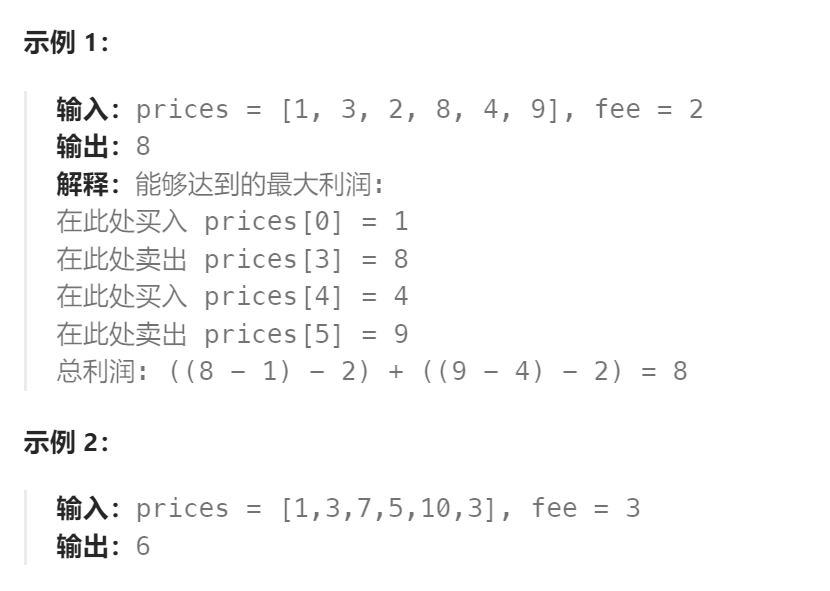 示例 1：
输入：prices = [1, 3, 2, 8, 4, 9], fee = 2
输出：8
解释：能够达到的最大利润:
在此处买入 prices[0] = 1
在此处卖出 prices[3] = 8
在此处买入 prices[4] = 4
在此处卖出 prices[5] = 9
总利润: ((8 - 1) - 2) + ((9 - 4) - 2) = 8
示例 2：
输入：prices = [1,3,7,5,10,3], fee = 3
输出：6